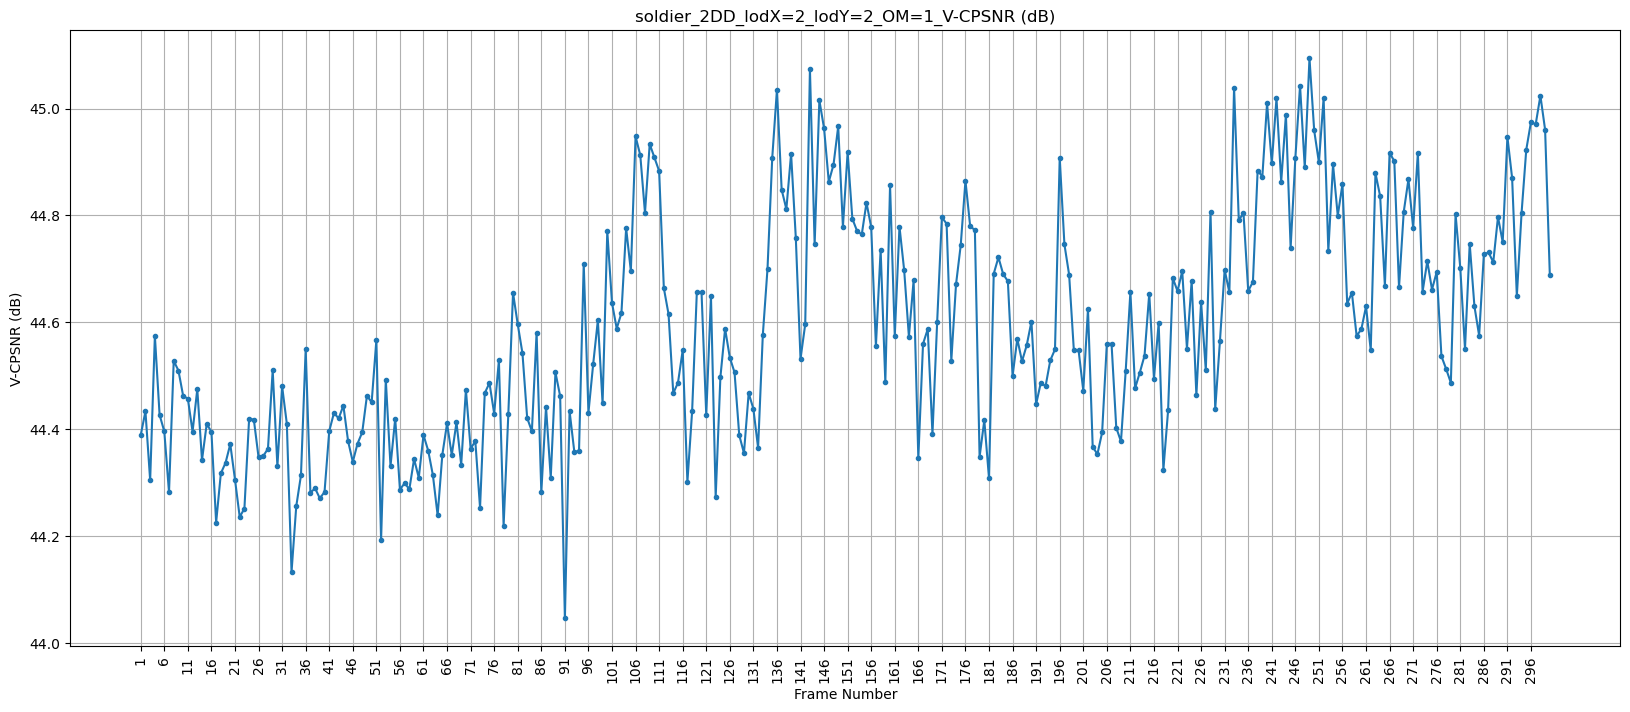 soldier_2DD_lodX=2_lodY=2_OM=1_V-CPSNR (dB)
V-CPSNR (dB)
45.0
44.8
44.6
44.4
44.2
44.0
1 6 11 16 21 26 31 36 41 46 51 56 61 66 71 76 81 86 91 96 101 106 111 116 121 126 131 136 141 146 151 156 161 166 171 176 181 186 191 196 201 206 211 216 221 226 231 236 241 246 251 256 261 266 271 276 281 286 291 296
Frame Number